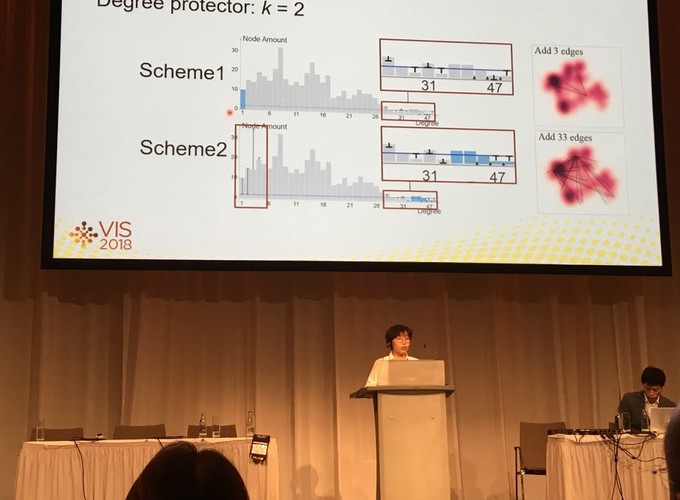 Degree protector: k = 2
Node Amount
30
20
10
0
1
6
11
16
21
26
31
47
Degree
Scheme1
31
47
Add 3 edges
Node Amount
20
10
1
6
11
16
21
26
31
47
Degree
Scheme2
31
47
Add 33 edges
VIS
2018